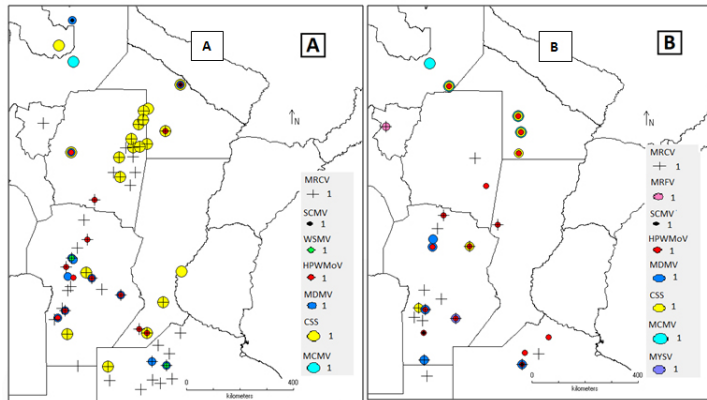 A
A
N
MRCV
1
SCMV
1
WSMV
1
HPWMoV
1
MDMV
1
CSS
1
MCMV
1
0 400
kilometers
B
B
N
MRCV
1
MRFV
1
SCMV
1
HPWMoV
1
MDMV
1
CSS
1
MCMV
1
MYSV
1
0 400
kilometers